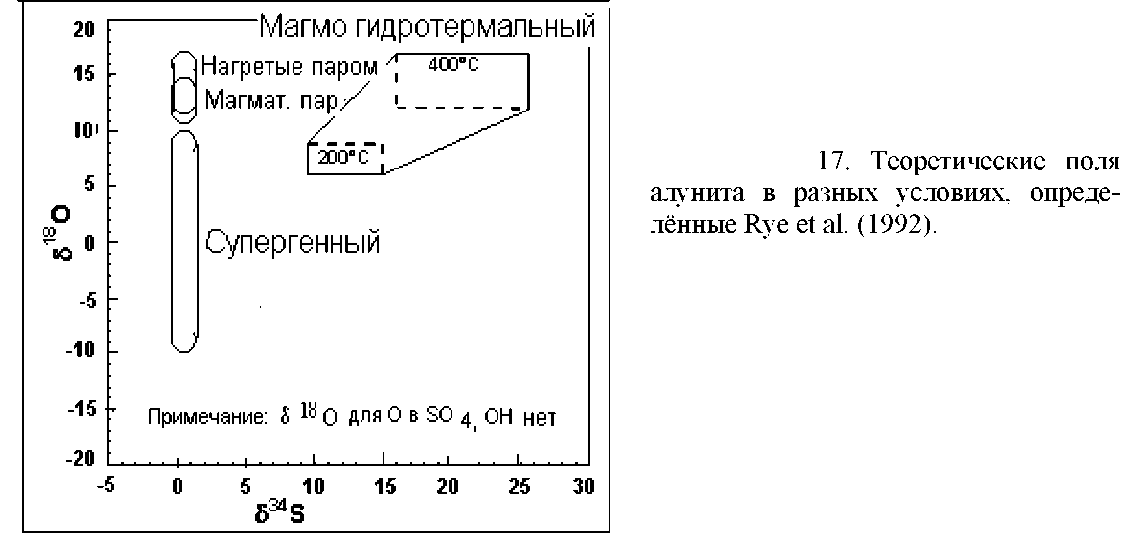 20
15
10
5
0
-5
-10
-15
-20
δ18O
Магмо гидротермальный
Нагретые паром
400°C
Магмат. пар
200°C
Супергенный
Примечание: δ 18 O для O в SO 4, OH нет
-5 0 5 10 15 20 25 30
δ34S
17. Теоретические поля
алунита в разных условиях, опреде-
лённые Rye et al. (1992).